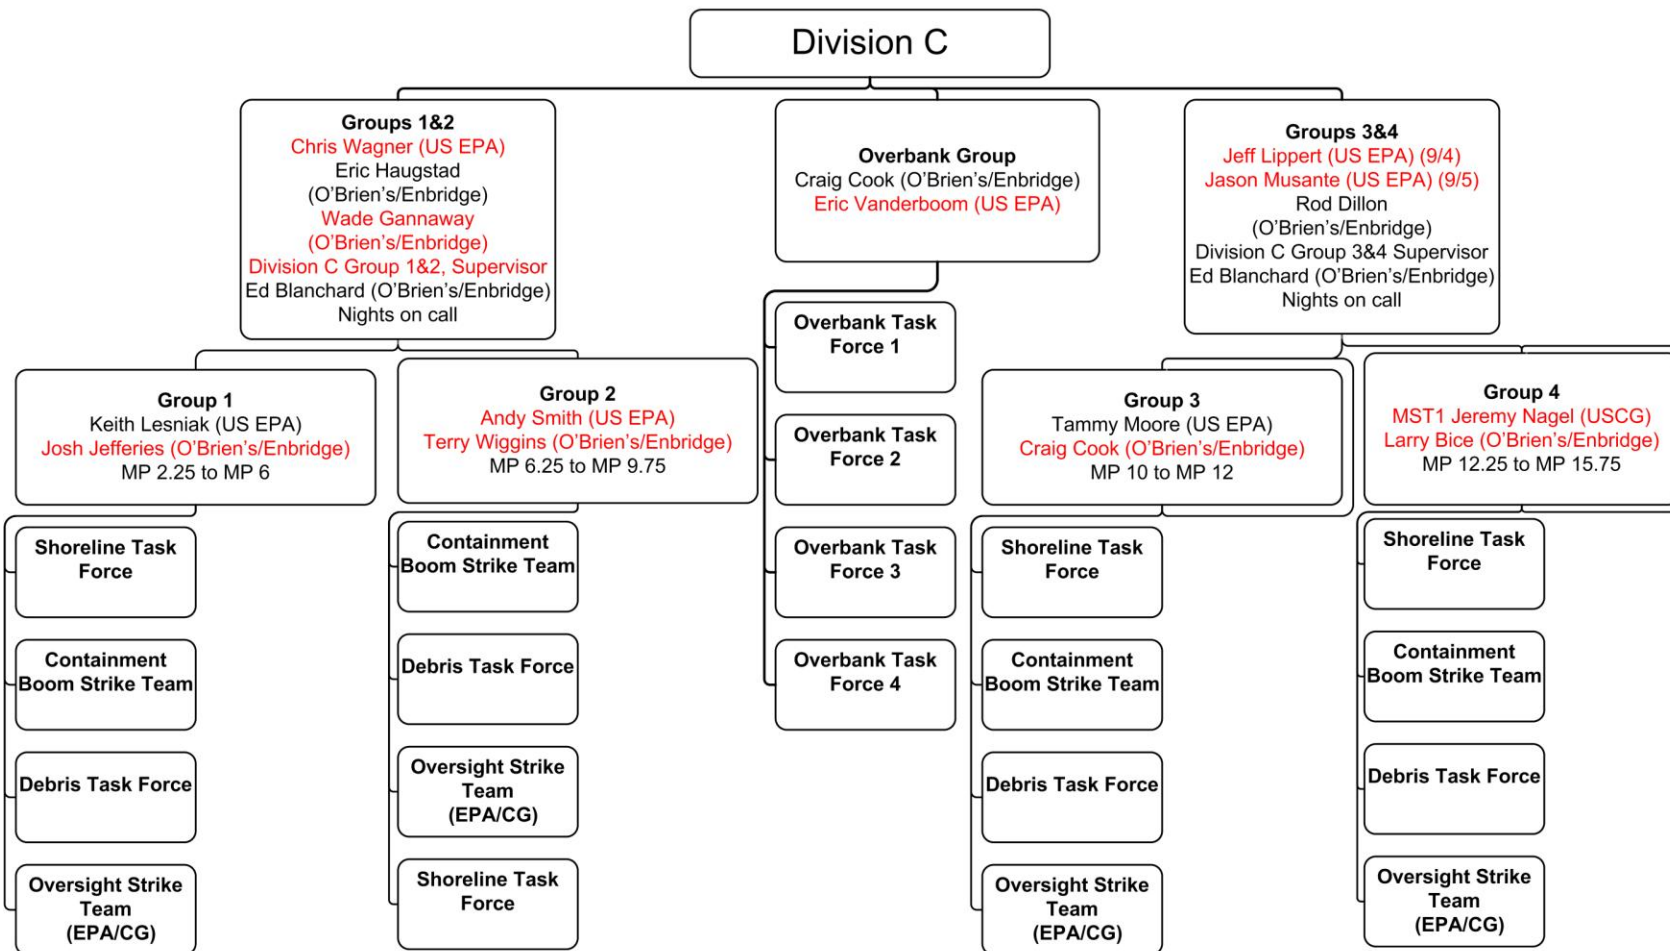 Division C
Groups 1&2
Chris Wagner (US EPA)
Eric Haugstad
(O'Brien's/Enbridge)
Wade Gannaway
(O'Brien's/Enbridge)
Division C Group 1&2, Supervisor
Ed Blanchard (O'Brien's/Enbridge)
Nights on call
Overbank Group
Craig Cook (O'Brien's/Enbridge)
Eric Vanderboom (US EPA)
Groups 3&4
Jeff Lippert (US EPA) (9/4)
Jason Musante (US EPA) (9/5)
Rod Dillon
(O'Brien's/Enbridge)
Division C Group 3&4 Supervisor
Ed Blanchard (O'Brien's/Enbridge)
Nights on call
Group 1
Keith Lesniak (US EPA)
Josh Jefferies (O'Brien's/Enbridge)
MP 2.25 to MP 6
Shoreline Task
Force
Containment
Boom Strike Team
Debris Task Force
Oversight Strike
Team
(EPA/CG)
Group 2
Andy Smith (US EPA)
Terry Wiggins (O'Brien's/Enbridge)
MP 6.25 to MP 9.75
Containment
Boom Strike Team
Debris Task Force
Oversight Strike
Team
(EPA/CG)
Shoreline Task
Force
Overbank Task
Force 1
Overbank Task
Force 2
Overbank Task
Force 3
Overbank Task
Force 4
Group 3
Tammy Moore (US EPA)
Craig Cook (O'Brien's/Enbridge)
MP 10 to MP 12
Shoreline Task
Force
Containment
Boom Strike Team
Debris Task Force
Oversight Strike
Team
(EPA/CG)
Group 4
MST1 Jeremy Nagel (USCG)
Larry Bice (O'Brien's/Enbridge)
MP 12.25 to MP 15.75
Shoreline Task
Force
Containment
Boom Strike Team
Debris Task Force
Oversight Strike
Team
(EPA/CG)